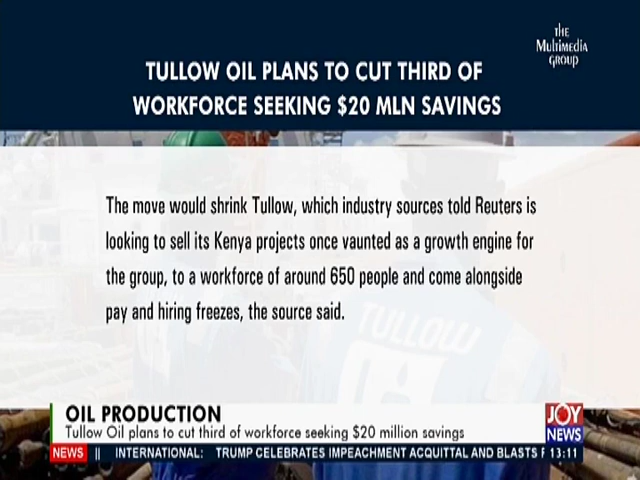 THE
Multimedia
GROUP
TULLOW OIL PLANS TO CUT THIRD OF
WORKFORCE SEEKING $20 MLN SAVINGS
The move would shrink Tullow, which industry sources told Reuters is
looking to sell its Kenya projects once vaunted as a growth engine for
the group, to a workforce of around 650 people and come alongside
pay and hiring freezes, the source said.
TULLOW
OIL PRODUCTION
Tullow Oil plans to cut third of workforce seeking $20 million savings
JOY
NEWS
NEWS || INTERNATIONAL: TRUMP CELEBRATES IMPEACHMENT ACQUITTAL AND BLASTS F 13:11